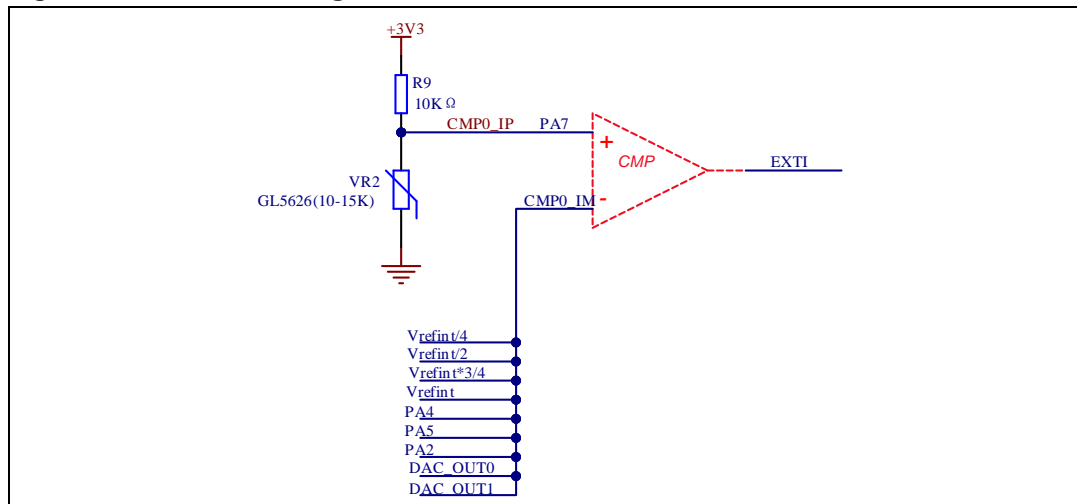 +3V3
R9
10K Ω
CMP0_IP PA7
+
CMP
EXTI
VR2
GL5626(10-15K)
CMP0_IM
-
Vrefint/4
Vrefint/2
Vrefint*3/4
Vrefint
PA4
PA5
PA2
DAC_OUT0
DAC_OUT1